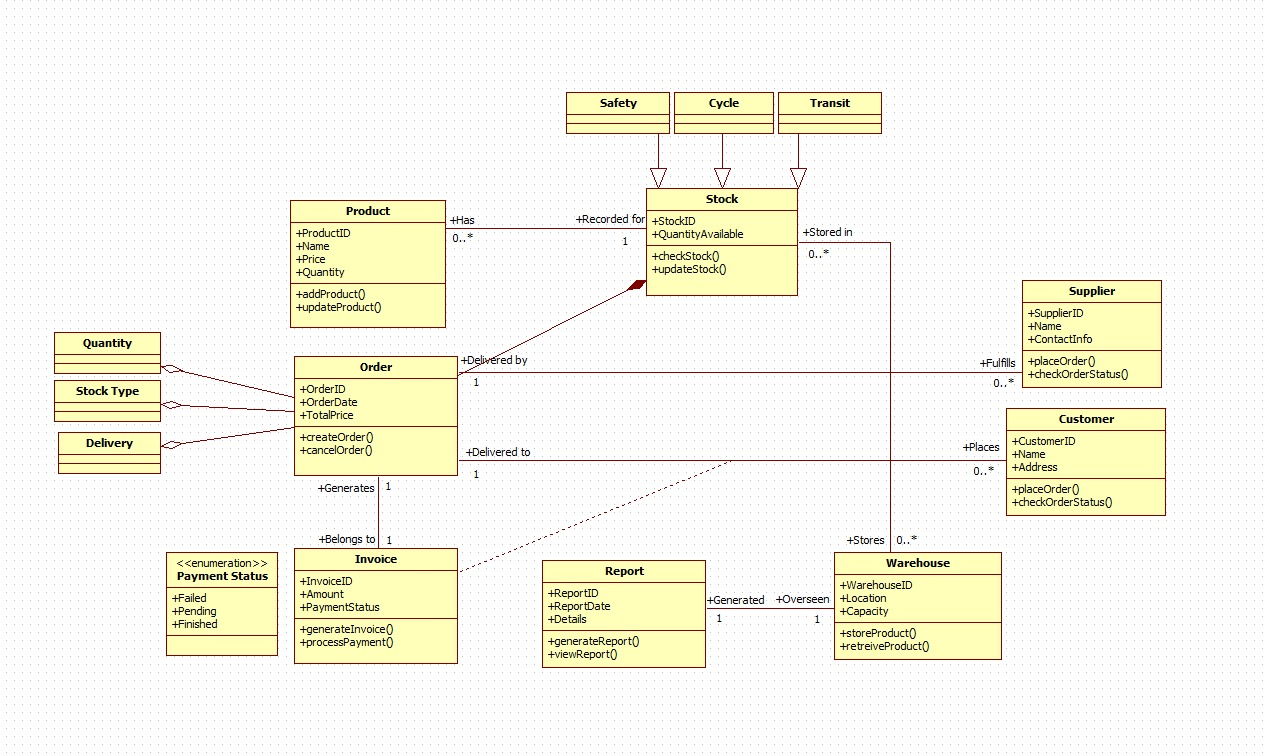 Safety
Cycle
Transit
Stock
+StockID
+QuantityAvailable
+checkStock()
+updateStock()
Product
+ProductID
+Name
+Price
+Quantity
+addProduct()
+updateProduct()
+Has
0..*
+Recorded for
1
+Stored in
0..*
Supplier
+SupplierID
+Name
+ContactInfo
+placeOrder()
+checkOrderStatus()
Quantity
Stock Type
Delivery
Order
+OrderID
+OrderDate
+TotalPrice
+createOrder()
+cancelOrder()
+Delivered by
1
+Fulfills
0..*
Customer
+CustomerID
+Name
+Address
+placeOrder()
+checkOrderStatus()
+Delivered to
1
+Places
0..*
+Generates
1
+Belongs to
1
+Stores
0..*
<<enumeration>>
Payment Status
+Failed
+Pending
+Finished
Invoice
+InvoiceID
+Amount
+PaymentStatus
+generateInvoice()
+processPayment()
Report
+ReportID
+ReportDate
+Details
+generateReport()
+viewReport()
+Generated
1
+Overseen
1
Warehouse
+WarehouseID
+Location
+Capacity
+storeProduct()
+retreiveProduct()